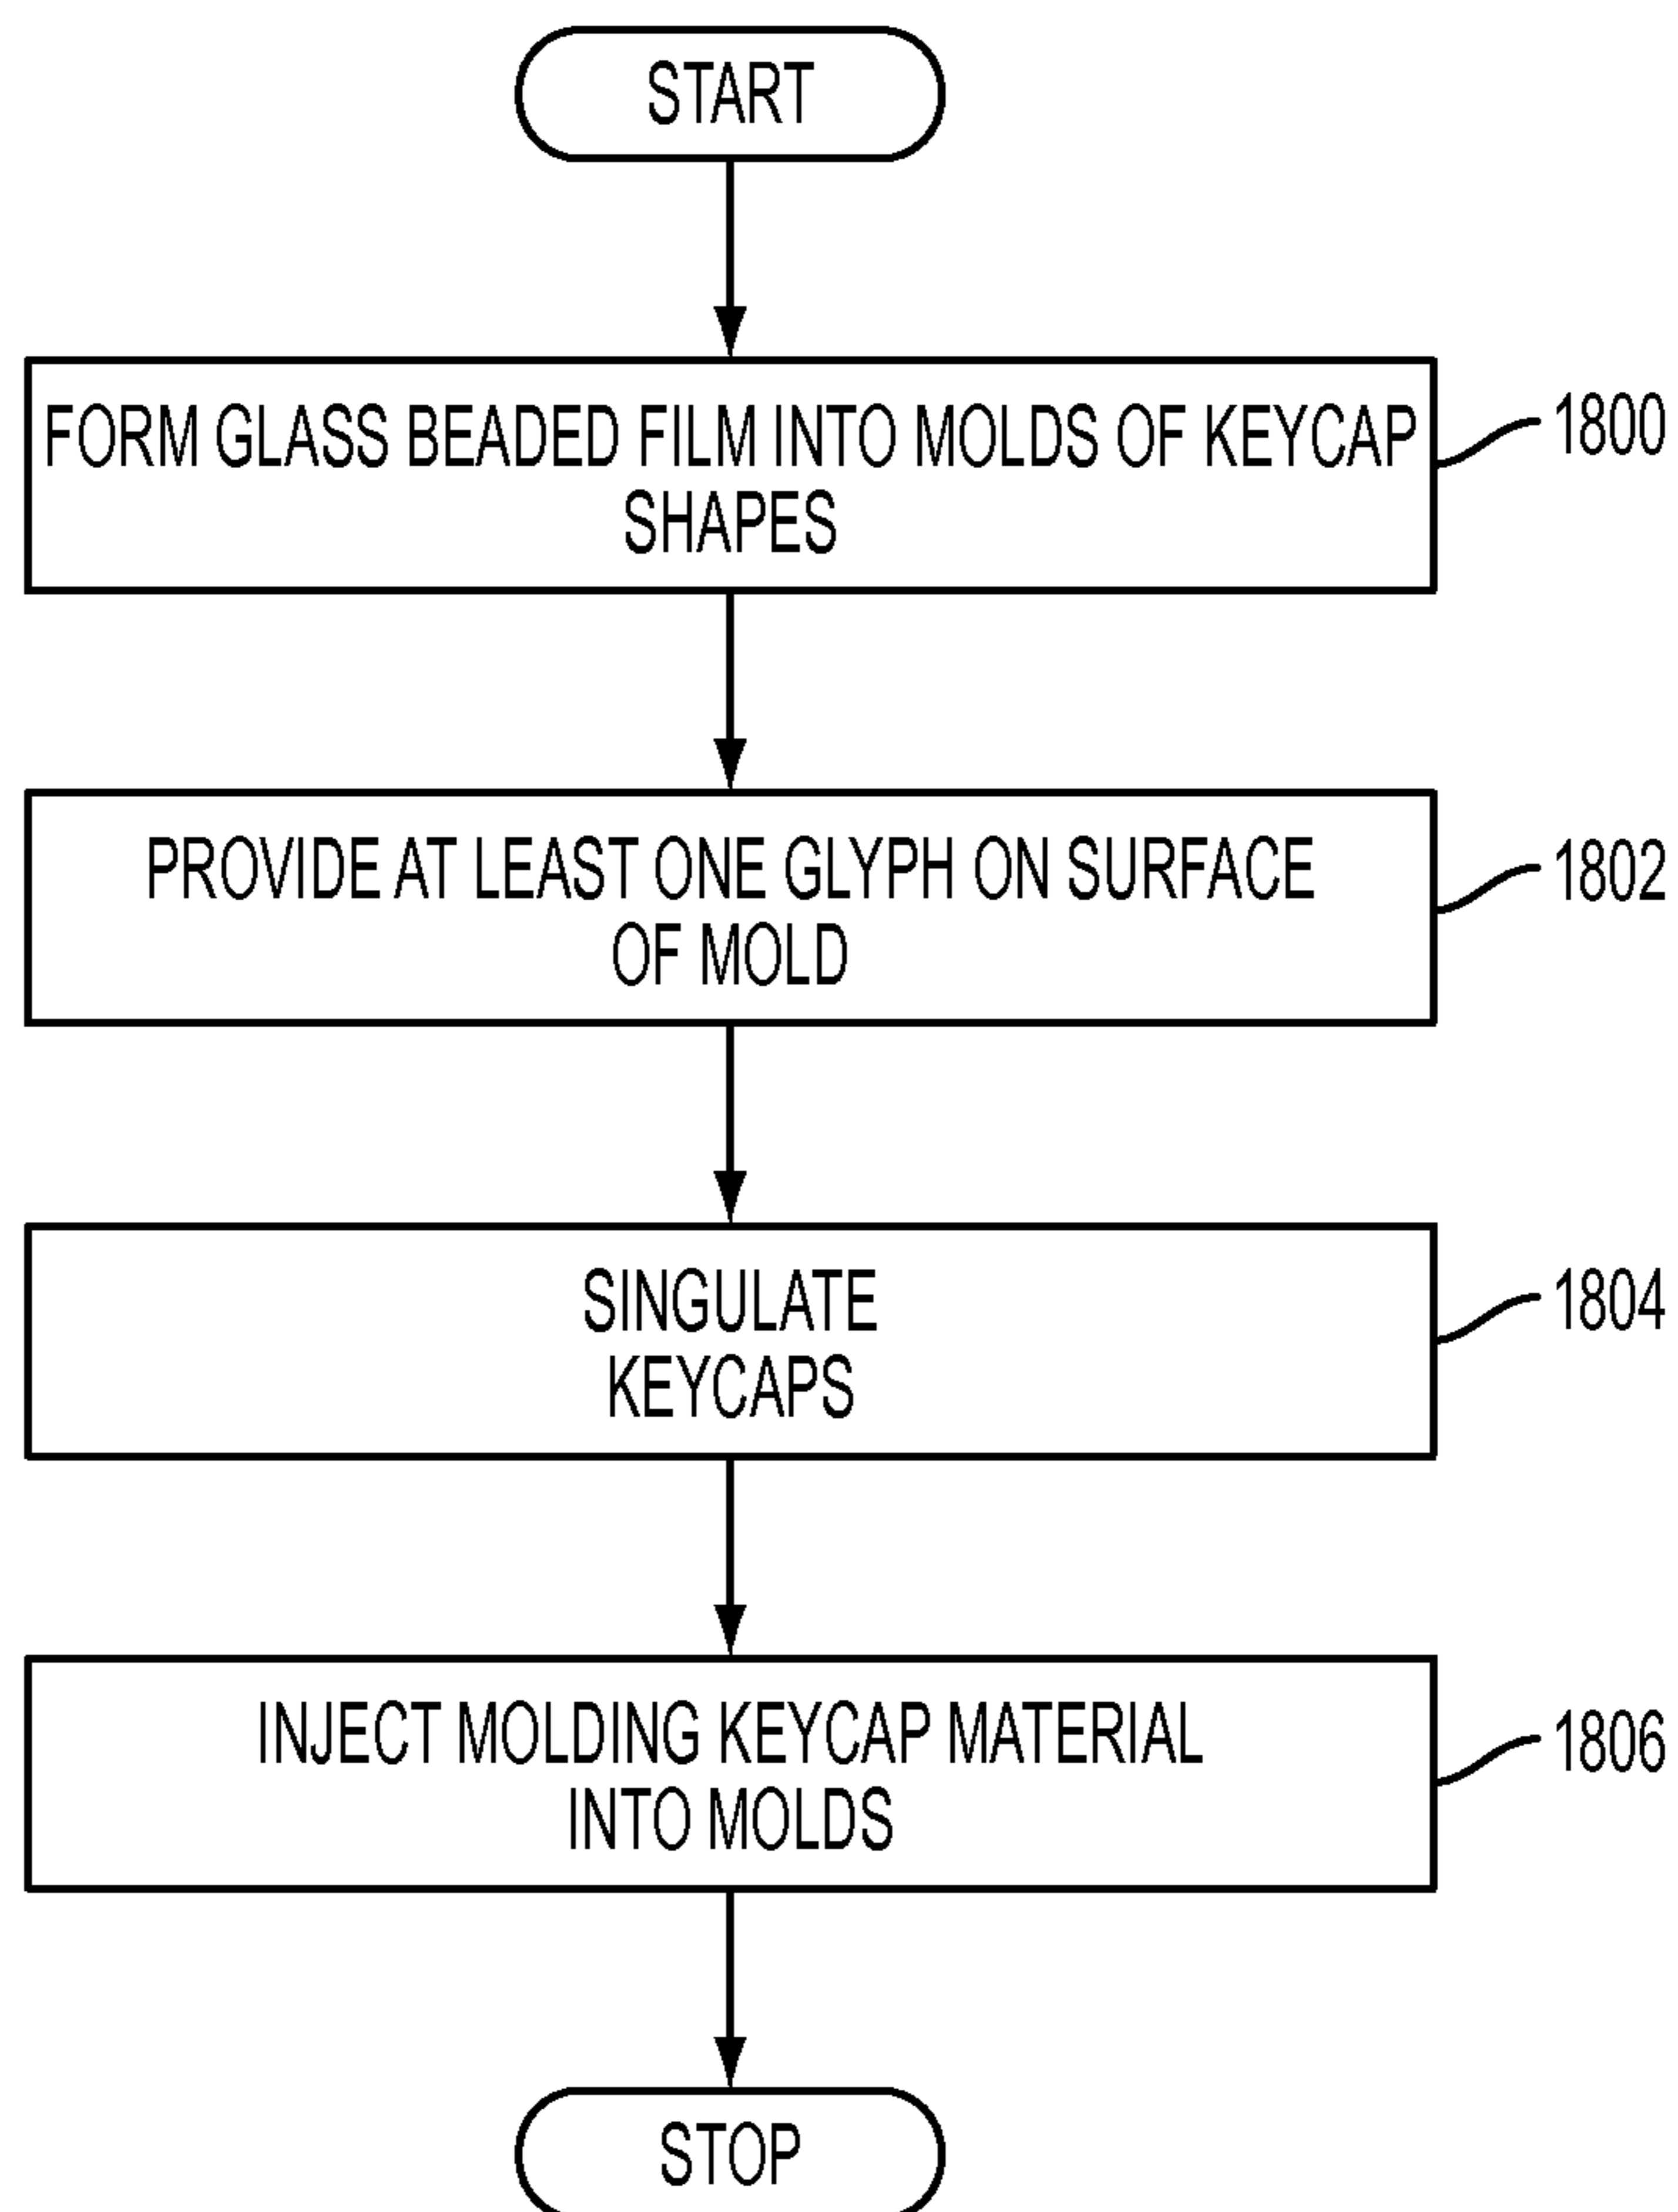 START
FORM GLASS BEADED FILM INTO MOLDS OF KEYCAP
SHAPES
1800
PROVIDE AT LEAST ONE GLYPH ON SURFACE
OF MOLD
1802
SINGULATE
KEYCAPS
1804
INJECT MOLDING KEYCAP MATERIAL
INTO MOLDS
1806
STOP